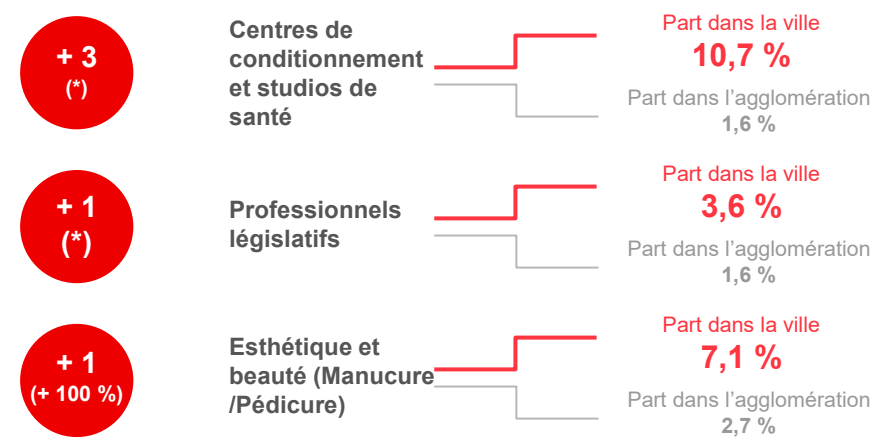 + 3
(*)
Centres de
conditionnement
et studios de
santé
Part dans la ville
10,7 %
Part dans l'agglomération
1,6 %
+ 1
(*)
Professionnels
législatifs
Part dans la ville
3,6 %
Part dans l'agglomération
1,6 %
+ 1
(+ 100 %)
Esthétique et
beauté (Manucure
/Pédicure)
Part dans la ville
7,1 %
Part dans l'agglomération
2,7 %